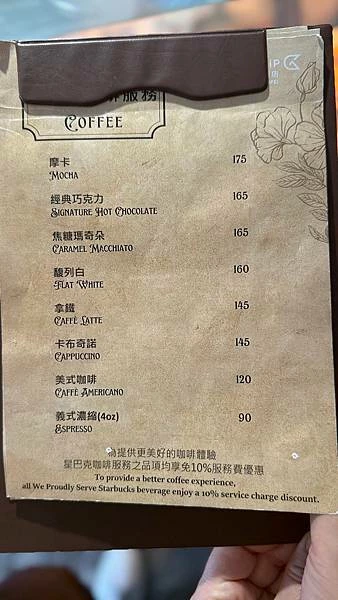 啡服務
COFFEE
摩卡 175
MOCHA
經典巧克力 165
SIGNATURE HOT CHOCOLATE
焦糖瑪奇朵 165
CARAMEL MACCHIATO
馥列白 160
FLAT WHITE
拿鐵 145
CAFFÈ LATTE
卡布奇諾 145
CAPPUCCINO
美式咖啡 120
CAFFÈ AMERICANO
義式濃縮(4oz) 90
ESPRESSO
為提供更美好的咖啡體驗
星巴克咖啡服務之品項均享免10%服務費優惠
To provide a better coffee experience,
all We Proudly Serve Starbucks beverage enjoy a 10% service charge discount.